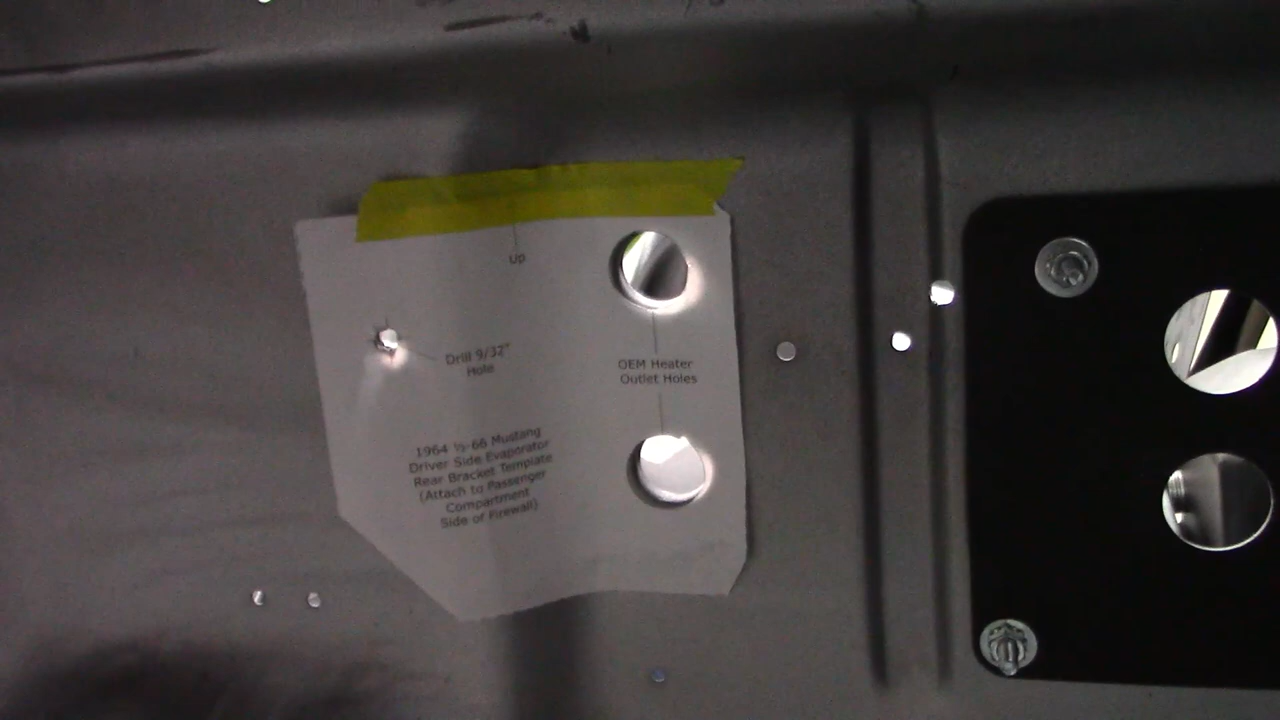 Up
Drill 9/32"
Hole
OEM Heater
Outlet Holes
1964 ½-66 Mustang
Driver Side Evaporator
Rear Bracket Template
(Attach to Passenger
Compartment
Side of Firewall)